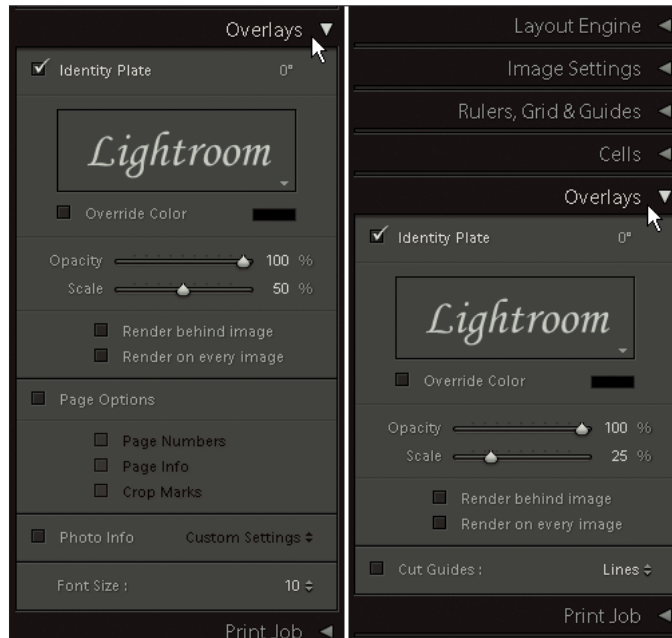 Overlays
Identity Plate 0°
Lightroom
Override Color
Opacity 100 %
Scale 50 %
Render behind image
Render on every image
Page Options
Page Numbers
Page Info
Crop Marks
Photo Info Custom Settings
Font Size : 10
Print Job
Layout Engine
Image Settings
Rulers, Grid & Guides
Cells
Overlays
Identity Plate 0°
Lightroom
Override Color
Opacity 100 %
Scale 25 %
Render behind image
Render on every image
Cut Guides : Lines
Print Job